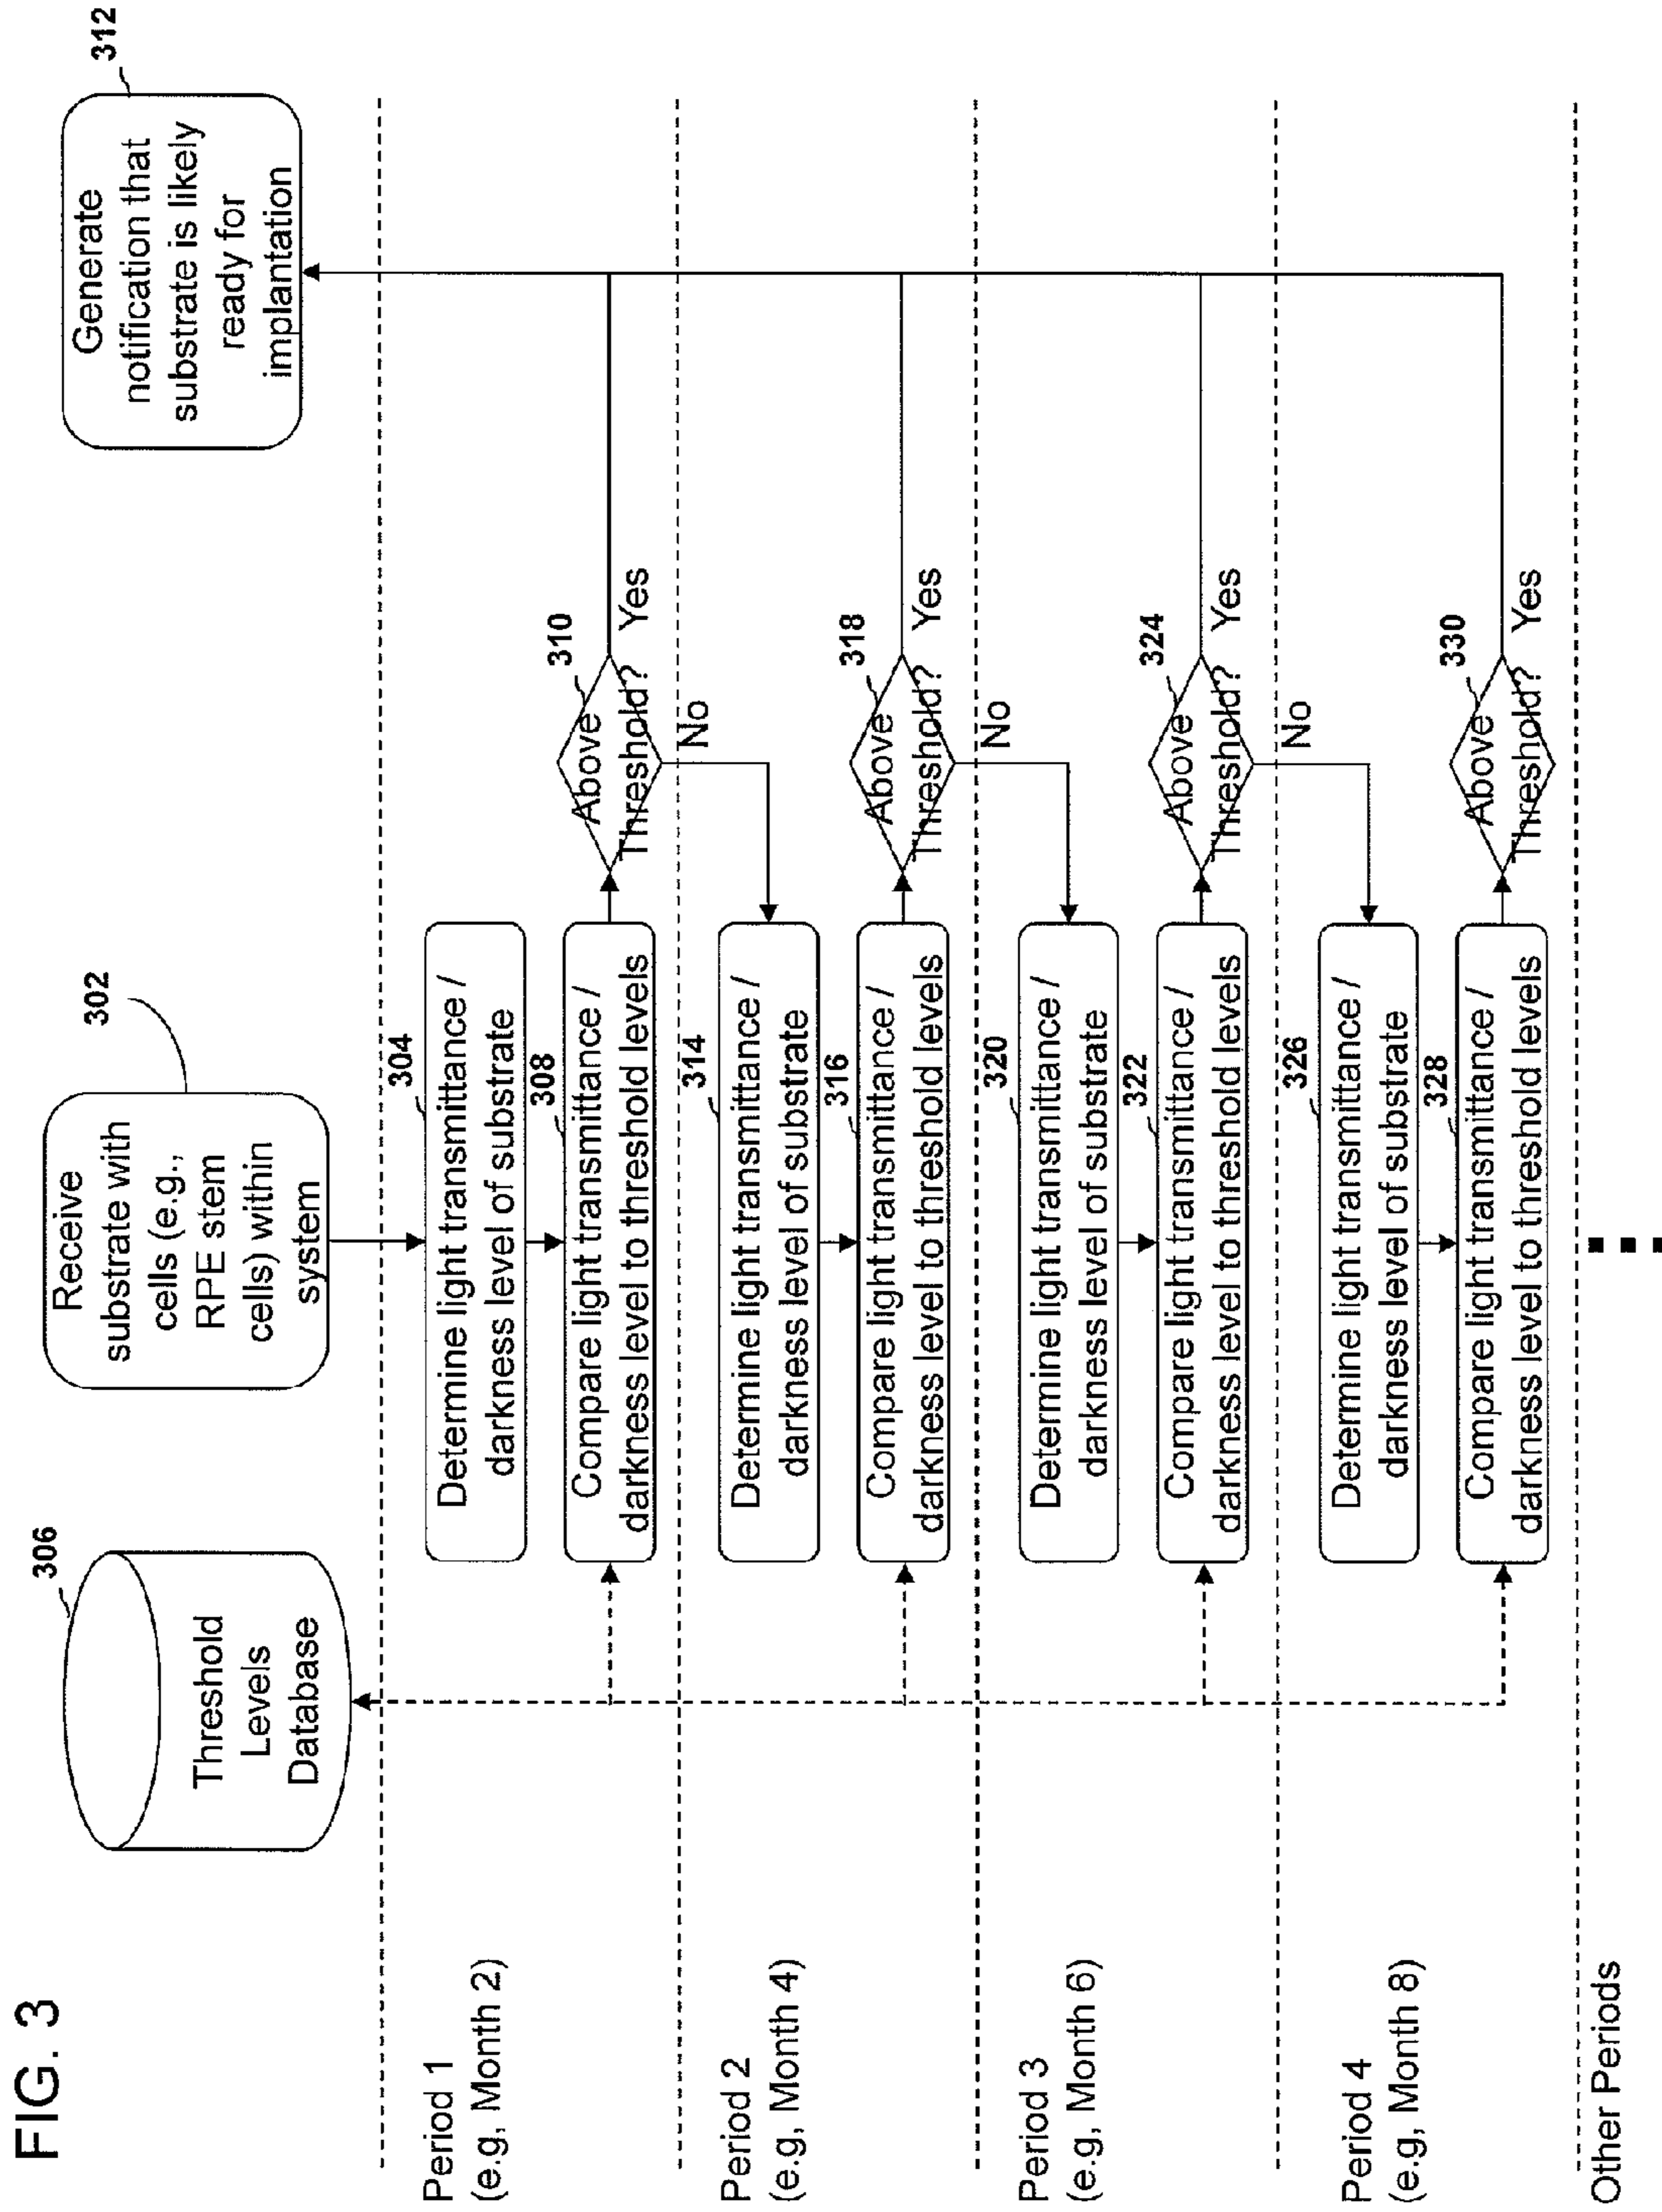 FIG. 3
306
Threshold
Levels
Database
302
Receive
substrate with
cells (e.g.,
RPE stem
cells) within
system
312
Generate
notification that
substrate is likely
ready for
implantation
Period 1
(e.g, Month 2)
304
Determine light transmittance /
darkness level of substrate
308
Compare light transmittance /
darkness level to threshold levels
310
Above
Threshold?
Yes
No
Period 2
(e.g, Month 4)
314
Determine light transmittance /
darkness level of substrate
316
Compare light transmittance /
darkness level to threshold levels
318
Above
Threshold?
Yes
No
Period 3
(e.g, Month 6)
320
Determine light transmittance /
darkness level of substrate
322
Compare light transmittance /
darkness level to threshold levels
324
Above
Threshold?
Yes
No
Period 4
(e.g, Month 8)
326
Determine light transmittance /
darkness level of substrate
328
Compare light transmittance /
darkness level to threshold levels
330
Above
Threshold?
Yes
Other Periods